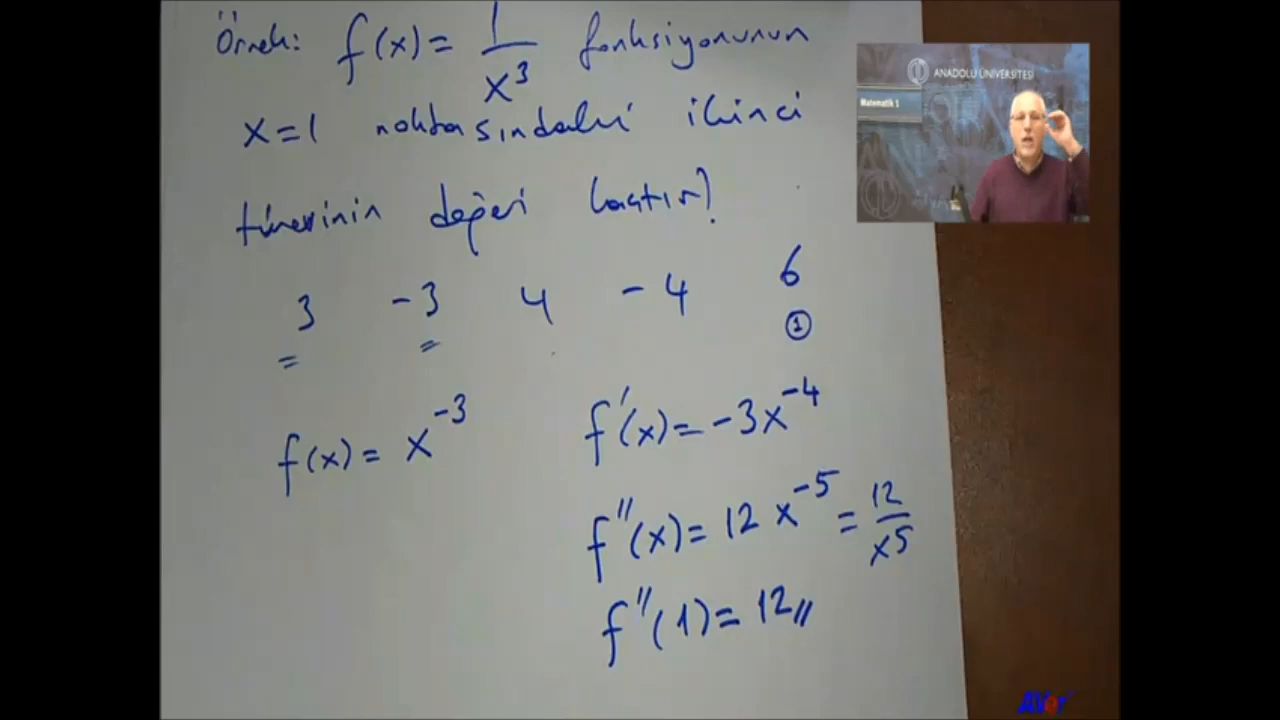 Örnek: f(x) = 1/x³ fonksiyonunun
x=1 noktasındaki ikinci
türevinin değeri kaçtır?
3 -3 4 -4 6
= = ①
f(x) = x⁻³ f'(x) = -3x⁻⁴
f''(x) = 12 x⁻⁵ = 12/x⁵
f''(1) = 12 //
ANADOLU ÜNİVERSİTESİ
Matematik 1